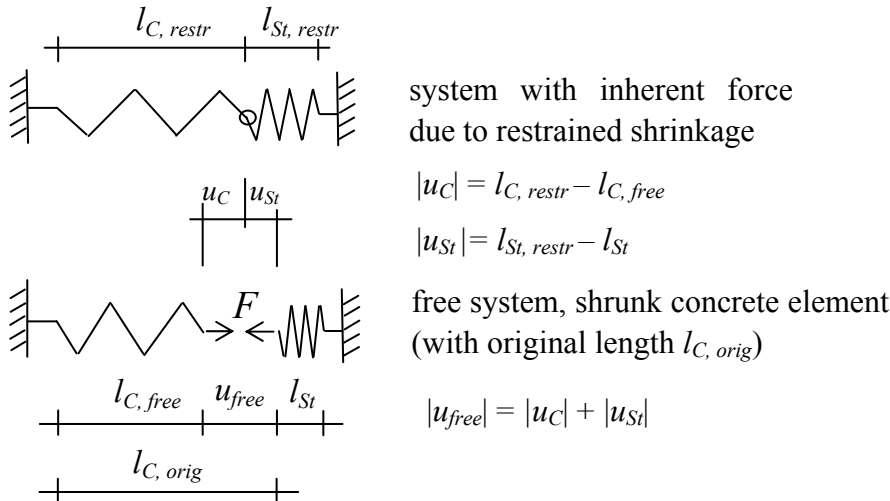 l_{C, restr} l_{St, restr}
system with inherent force
due to restrained shrinkage
u_C u_{St}
|u_C| = l_{C, restr} – l_{C, free}
|u_{St}| = l_{St, restr} – l_{St}
F
free system, shrunk concrete element
(with original length l_{C, orig})
l_{C, free} u_{free} l_{St}
|u_{free}| = |u_C| + |u_{St}|
l_{C, orig}